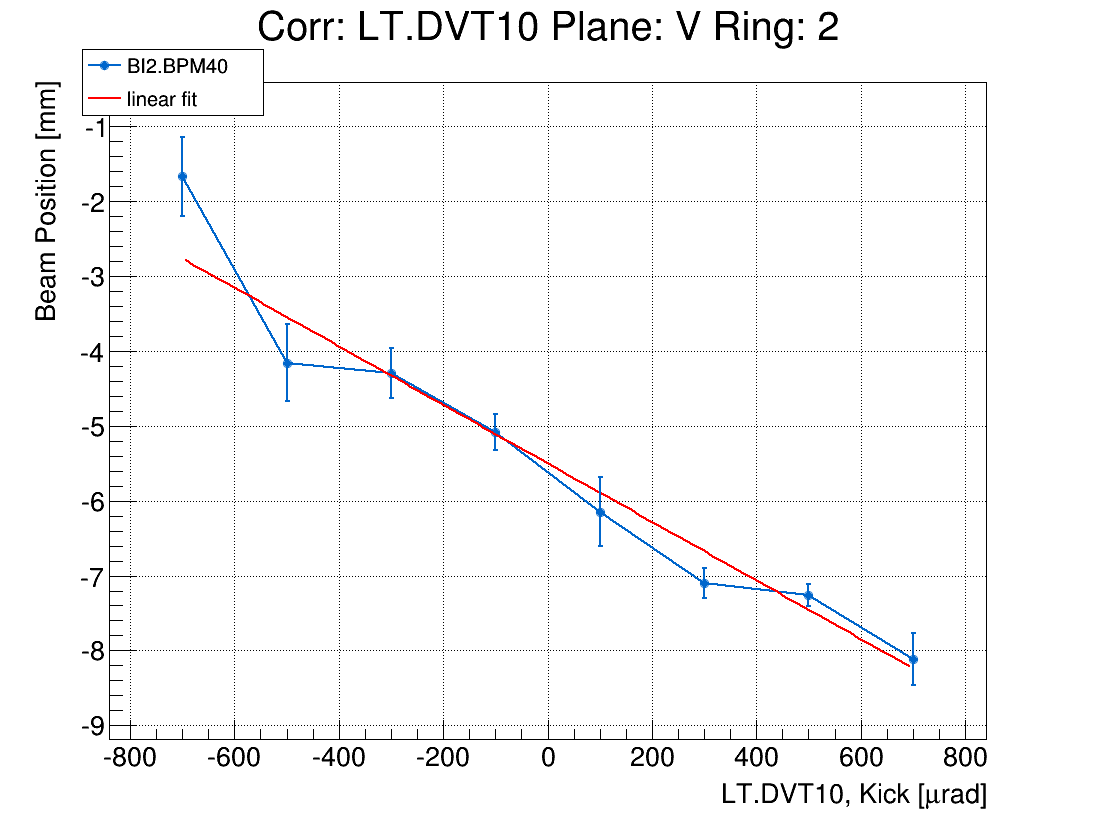 Corr: LT.DVT10 Plane: V Ring: 2
BI2.BPM40
linear fit
Beam Position [mm]
-1
-2
-3
-4
-5
-6
-7
-8
-9
-800 -600 -400 -200 0 200 400 600 800
LT.DVT10, Kick [μrad]